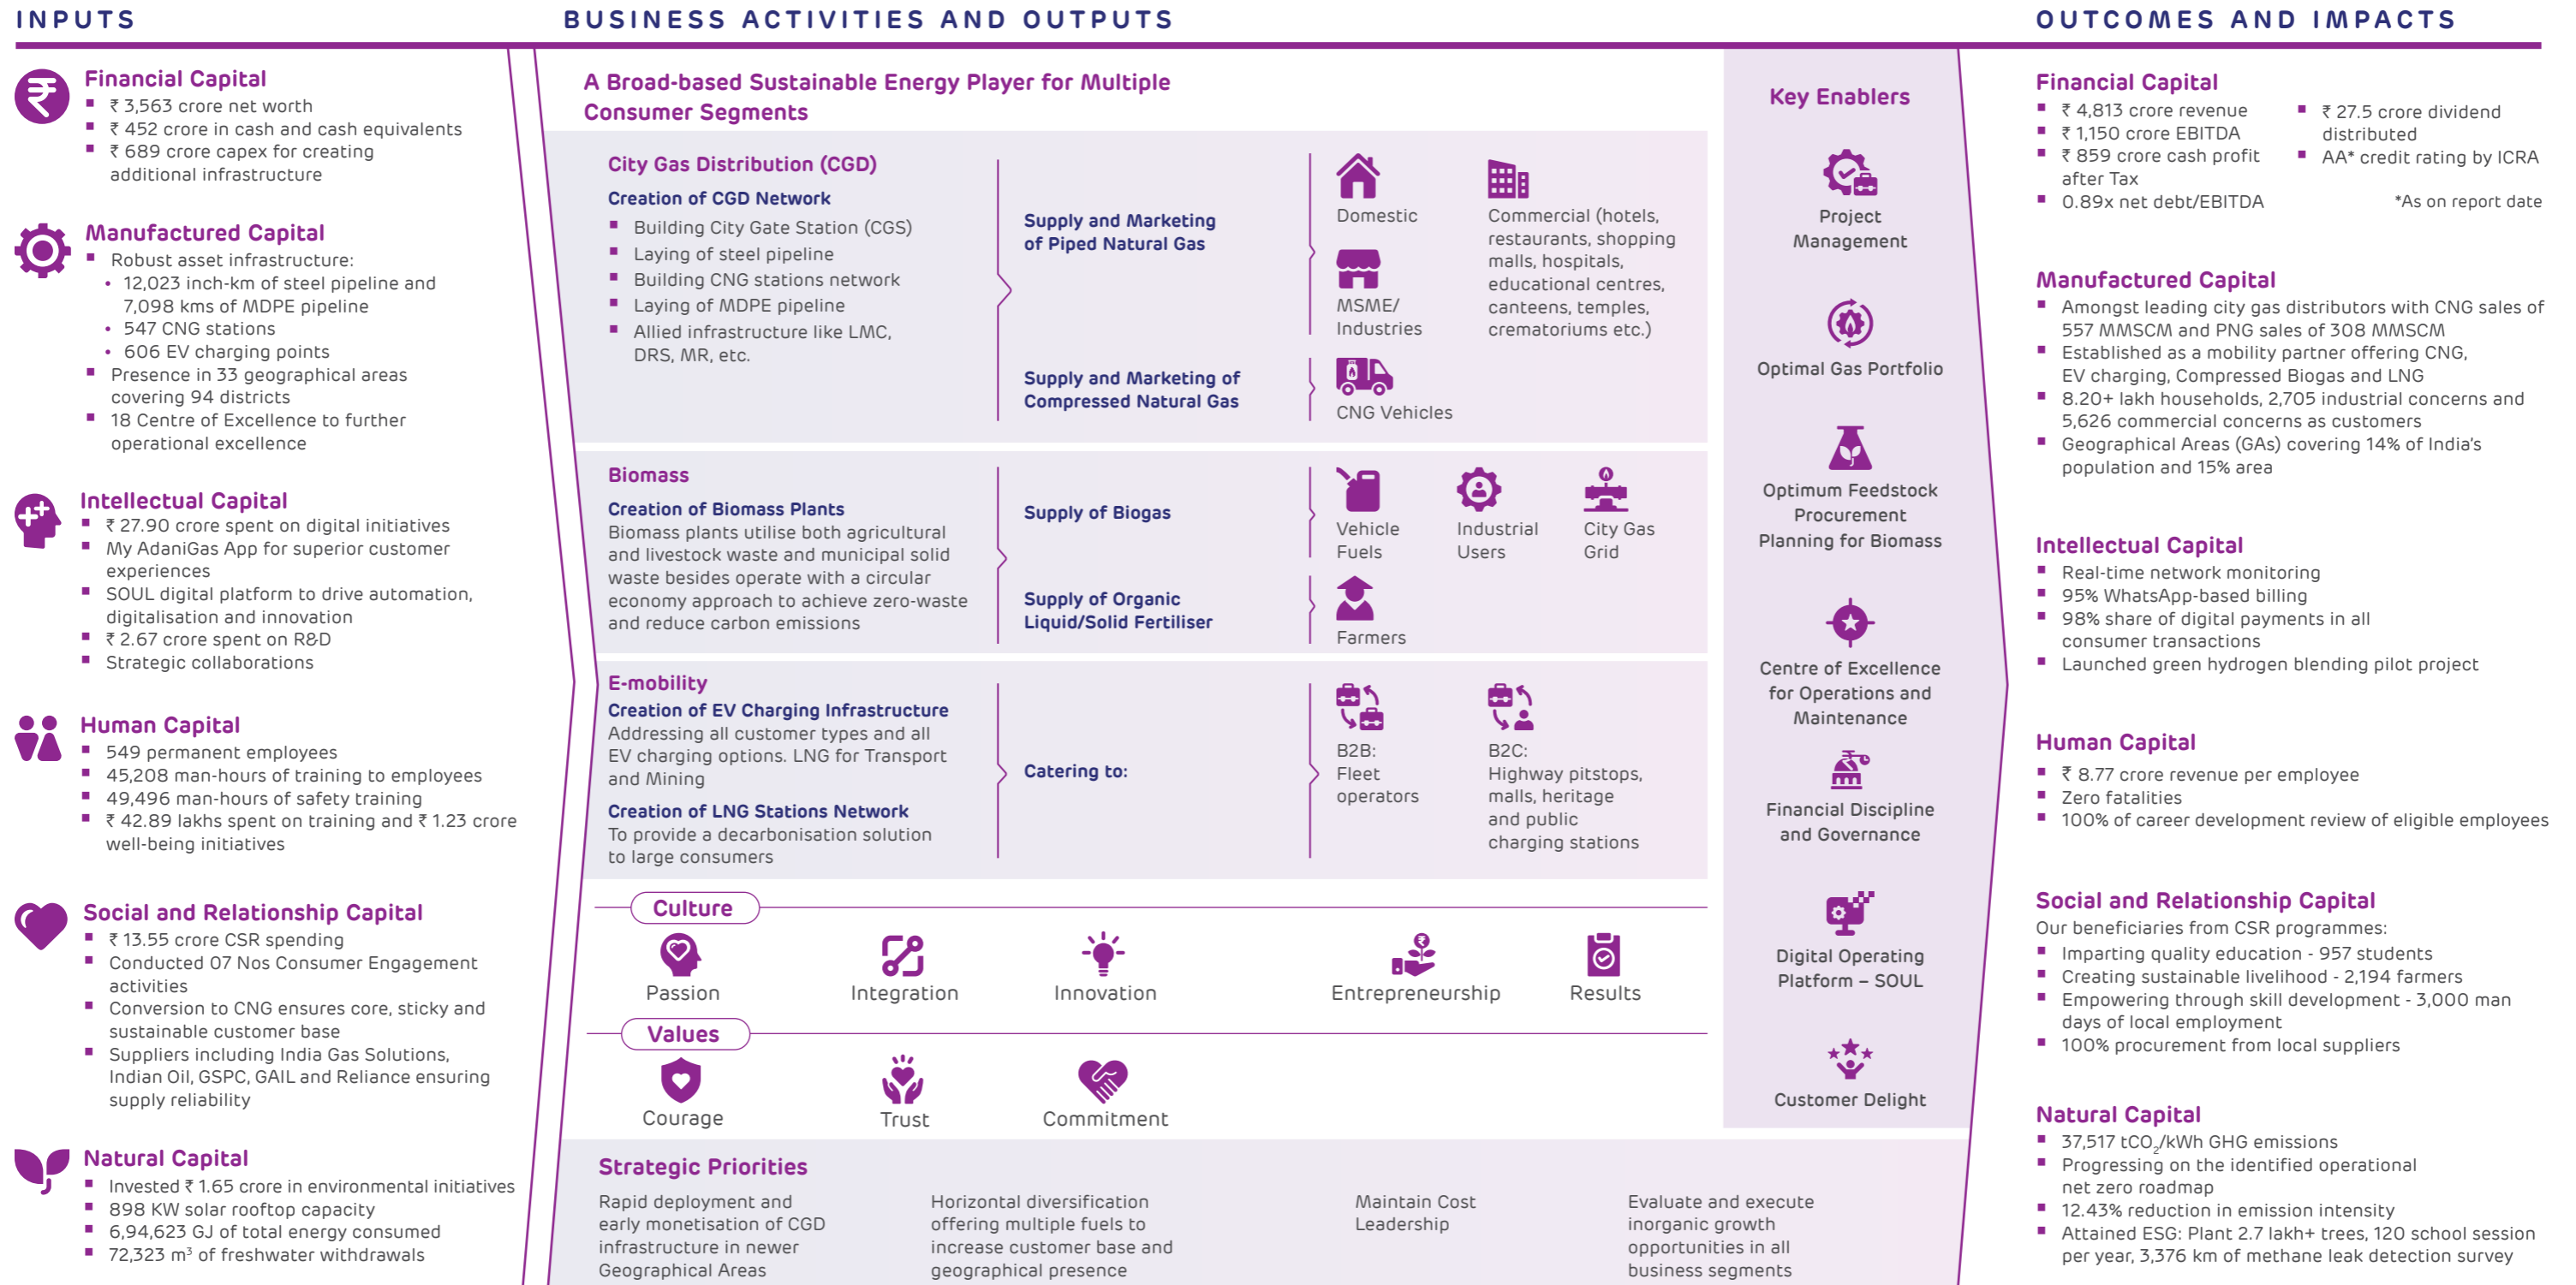 INPUTS
Financial Capital
₹ 3,563 crore net worth
₹ 452 crore in cash and cash equivalents
₹ 689 crore capex for creating
additional infrastructure
Manufactured Capital
Robust asset infrastructure:
12,023 inch-km of steel pipeline and
7,098 kms of MDPE pipeline
547 CNG stations
606 EV charging points
Presence in 33 geographical areas
covering 94 districts
18 Centre of Excellence to further
operational excellence
Intellectual Capital
₹ 27.90 crore spent on digital initiatives
My AdaniGas App for superior customer
experiences
SOUL digital platform to drive automation,
digitalisation and innovation
₹ 2.67 crore spent on R&D
Strategic collaborations
Human Capital
549 permanent employees
45,208 man-hours of training to employees
49,496 man-hours of safety training
₹ 42.89 lakhs spent on training and ₹ 1.23 crore
well-being initiatives
Social and Relationship Capital
₹ 13.55 crore CSR spending
Conducted 07 Nos Consumer Engagement
activities
Conversion to CNG ensures core, sticky and
sustainable customer base
Suppliers including India Gas Solutions,
Indian Oil, GSPC, GAIL and Reliance ensuring
supply reliability
Natural Capital
Invested ₹ 1.65 crore in environmental initiatives
898 KW solar rooftop capacity
6,94,623 GJ of total energy consumed
72,323 m³ of freshwater withdrawals
BUSINESS ACTIVITIES AND OUTPUTS
A Broad-based Sustainable Energy Player for Multiple
Consumer Segments
City Gas Distribution (CGD)
Creation of CGD Network
Building City Gate Station (CGS)
Laying of steel pipeline
Building CNG stations network
Laying of MDPE pipeline
Allied infrastructure like LMC,
DRS, MR, etc.
Supply and Marketing
of Piped Natural Gas
Domestic
MSME/
Industries
Commercial (hotels,
restaurants, shopping
malls, hospitals,
educational centres,
canteens, temples,
crematoriums etc.)
Supply and Marketing of
Compressed Natural Gas
CNG Vehicles
Biomass
Creation of Biomass Plants
Biomass plants utilise both agricultural
and livestock waste and municipal solid
waste besides operate with a circular
economy approach to achieve zero-waste
and reduce carbon emissions
Supply of Biogas
Vehicle
Fuels
Industrial
Users
City Gas
Grid
Supply of Organic
Liquid/Solid Fertiliser
Farmers
E-mobility
Creation of EV Charging Infrastructure
Addressing all customer types and all
EV charging options. LNG for Transport
and Mining
Creation of LNG Stations Network
To provide a decarbonisation solution
to large consumers
Catering to:
B2B:
Fleet
operators
B2C:
Highway pitstops,
malls, heritage
and public
charging stations
Culture
Passion
Integration
Innovation
Entrepreneurship
Results
Values
Courage
Trust
Commitment
Strategic Priorities
Rapid deployment and
early monetisation of CGD
infrastructure in newer
Geographical Areas
Horizontal diversification
offering multiple fuels to
increase customer base and
geographical presence
Maintain Cost
Leadership
Evaluate and execute
inorganic growth
opportunities in all
business segments
Key Enablers
Project
Management
Optimal Gas Portfolio
Optimum Feedstock
Procurement
Planning for Biomass
Centre of Excellence
for Operations and
Maintenance
Financial Discipline
and Governance
Digital Operating
Platform – SOUL
Customer Delight
OUTCOMES AND IMPACTS
Financial Capital
₹ 4,813 crore revenue
₹ 1,150 crore EBITDA
₹ 859 crore cash profit
after Tax
0.89x net debt/EBITDA
₹ 27.5 crore dividend
distributed
AA* credit rating by ICRA
*As on report date
Manufactured Capital
Amongst leading city gas distributors with CNG sales of
557 MMSCM and PNG sales of 308 MMSCM
Established as a mobility partner offering CNG,
EV charging, Compressed Biogas and LNG
8.20+ lakh households, 2,705 industrial concerns and
5,626 commercial concerns as customers
Geographical Areas (GAs) covering 14% of India's
population and 15% area
Intellectual Capital
Real-time network monitoring
95% WhatsApp-based billing
98% share of digital payments in all
consumer transactions
Launched green hydrogen blending pilot project
Human Capital
₹ 8.77 crore revenue per employee
Zero fatalities
100% of career development review of eligible employees
Social and Relationship Capital
Our beneficiaries from CSR programmes:
Imparting quality education - 957 students
Creating sustainable livelihood - 2,194 farmers
Empowering through skill development - 3,000 man
days of local employment
100% procurement from local suppliers
Natural Capital
37,517 tCO₂/kWh GHG emissions
Progressing on the identified operational
net zero roadmap
12.43% reduction in emission intensity
Attained ESG: Plant 2.7 lakh+ trees, 120 school session
per year, 3,376 km of methane leak detection survey